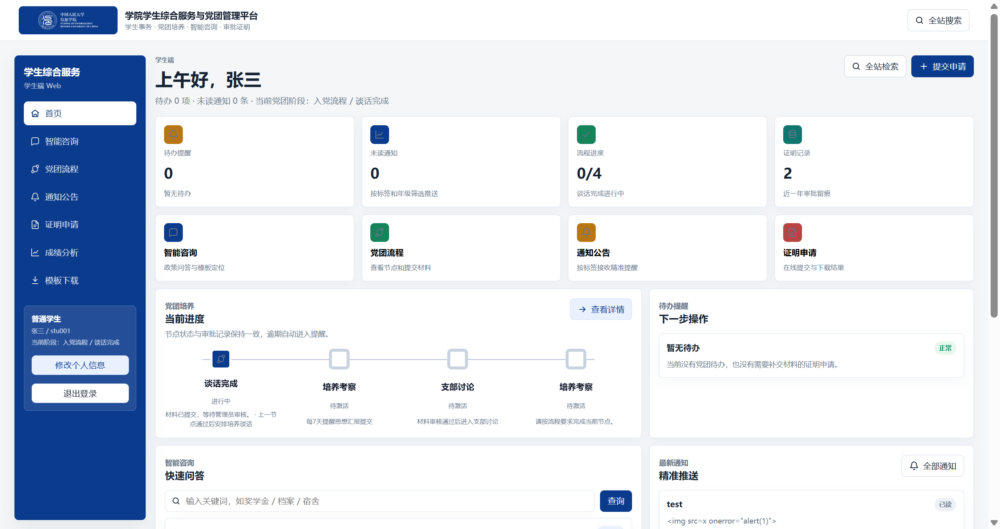 中国人民大学
信息学院
SCHOOL OF INFORMATION
RENMIN UNIVERSITY OF CHINA
学院学生综合服务与党团管理平台
学生事务 · 党团培养 · 智能咨询 · 审批证明
全站搜索
学生综合服务
学生端 Web
首页
智能咨询
党团流程
通知公告
证明申请
成绩分析
模板下载
普通学生
张三 / stu001
当前阶段：入党流程 / 谈话完成
修改个人信息
退出登录
学生端
上午好，张三
待办 0 项 · 未读通知 0 条 · 当前党团阶段：入党流程 / 谈话完成
全站检索
提交申请
待办提醒
0
暂无待办
未读通知
0
按标签和年级筛选推送
流程进度
0/4
谈话完成进行中
证明记录
2
近一年审批留痕
智能咨询
政策问答与模板定位
党团流程
查看节点和提交材料
通知公告
按标签接收精准提醒
证明申请
在线提交与下载结果
党团培养
当前进度
节点状态与审批记录保持一致，逾期自动进入提醒。
查看详情
谈话完成
进行中
材料已提交，等待管理员审核。 · 上一节
点通过后安排培养谈话
培养考察
待激活
每7天提醒思想汇报提交
支部讨论
待激活
材料审核通过后进入支部讨论
培养考察
待激活
请按流程要求完成当前节点。
待办提醒
下一步操作
暂无待办
正常
当前没有党团待办，也没有需要补交材料的证明申请。
智能咨询
快速问答
输入关键词，如奖学金 / 档案 / 宿舍
查询
最新通知
精准推送
全部通知
test
已读
&lt;img src=x onerror="alert(1)"&gt;